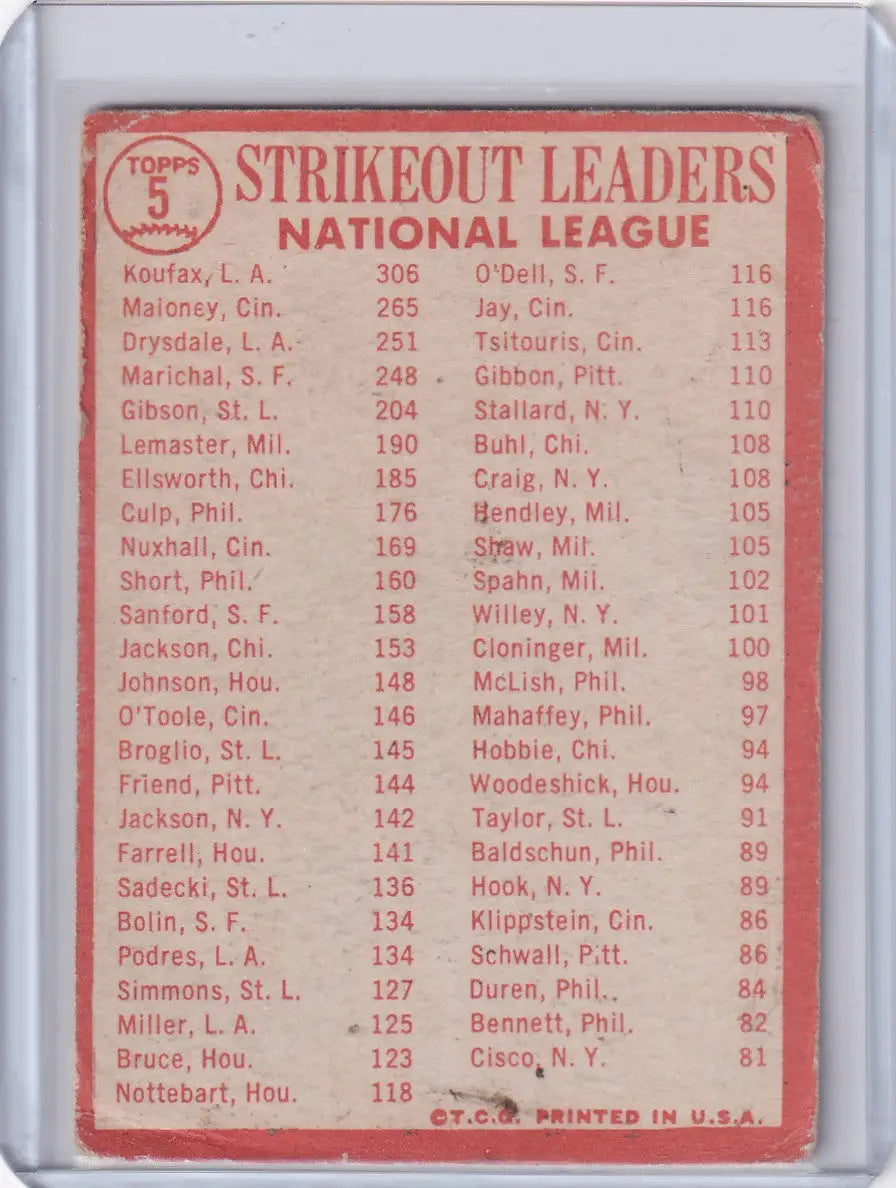 TOPPS
5
STRIKEOUT LEADERS
NATIONAL LEAGUE
Koufax, L. A. 306
Maloney, Cin. 265
Drysdale, L. A. 251
Marichal, S. F. 248
Gibson, St. L. 204
Lemaster, Mil. 190
Ellsworth, Chi. 185
Culp, Phil. 176
Nuxhall, Cin. 169
Short, Phil. 160
Sanford, S. F. 158
Jackson, Chi. 153
Johnson, Hou. 148
O'Toole, Cin. 146
Broglio, St. L. 145
Friend, Pitt. 144
Jackson, N. Y. 142
Farrell, Hou. 141
Sadecki, St. L. 136
Bolin, S. F. 134
Podres, L. A. 134
Simmons, St. L. 127
Miller, L. A. 125
Bruce, Hou. 123
Nottebart, Hou. 118
O'Dell, S. F. 116
Jay, Cin. 116
Tsitouris, Cin. 113
Gibbon, Pitt. 110
Stallard, N. Y. 110
Buhl, Chi. 108
Craig, N. Y. 108
Hendley, Mil. 105
Shaw, Mil. 105
Spahn, Mil. 102
Willey, N. Y. 101
Cloninger, Mil. 100
McLish, Phil. 98
Mahaffey, Phil. 97
Hobbie, Chi. 94
Woodeshick, Hou. 94
Taylor, St. L. 91
Baldschun, Phil. 89
Hook, N. Y. 89
Klippstein, Cin. 86
Schwall, Pitt. 86
Duren, Phil. 84
Bennett, Phil. 82
Cisco, N. Y. 81
©T.C.G. PRINTED IN U.S.A.